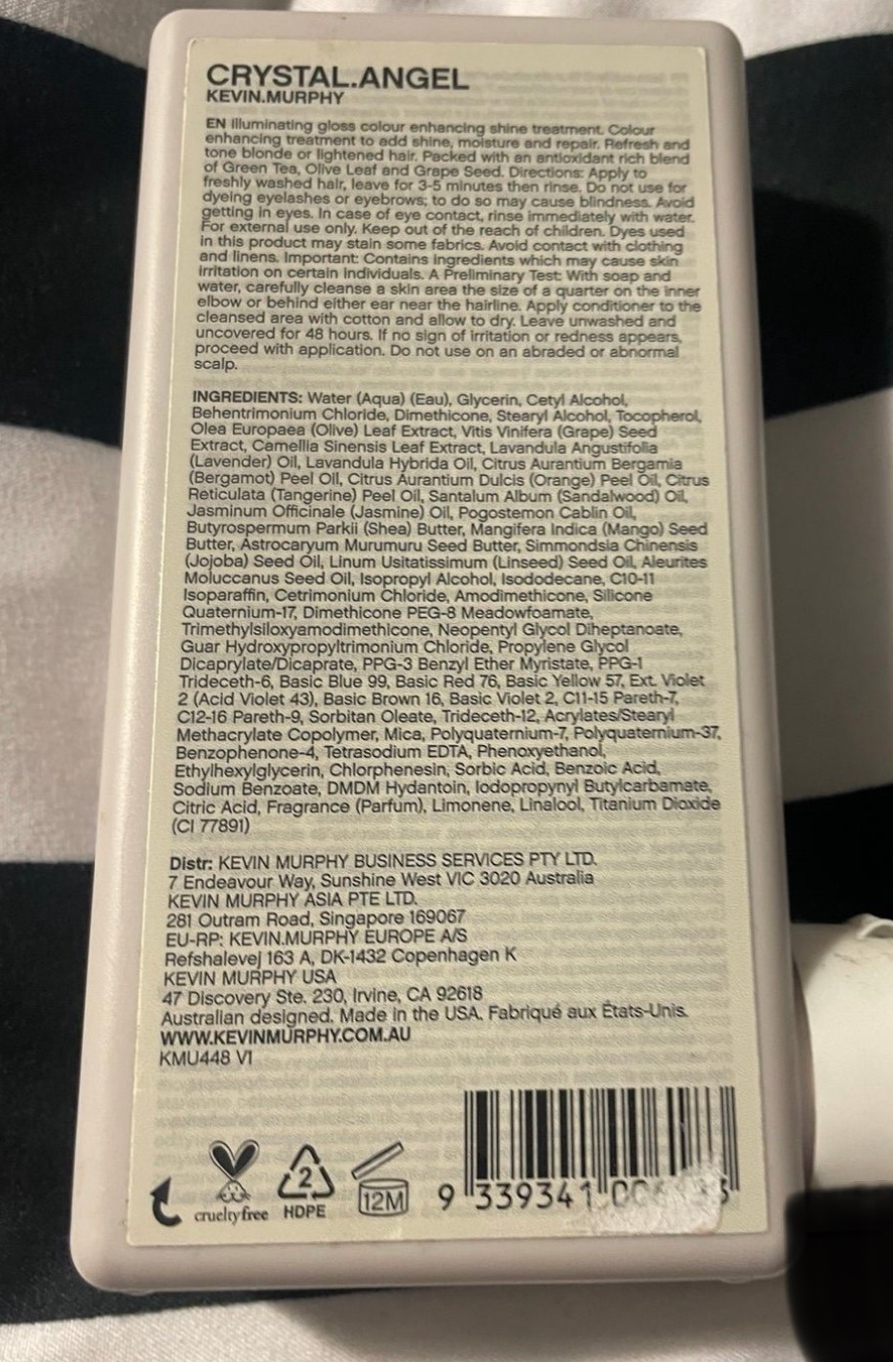 CRYSTAL.ANGEL
KEVIN.MURPHY
EN Illuminating gloss colour enhancing shine treatment. Colour
enhancing treatment to add shine, moisture and repair. Refresh and
tone blonde or lightened hair. Packed with an antioxidant rich blend
of Green Tea, Olive Leaf and Grape Seed. Directions: Apply to
freshly washed hair, leave for 3-5 minutes then rinse. Do not use for
dyeing eyelashes or eyebrows; to do so may cause blindness. Avoid
getting in eyes. In case of eye contact, rinse immediately with water.
For external use only. Keep out of the reach of children. Dyes used
in this product may stain some fabrics. Avoid contact with clothing
and linens. Important: Contains ingredients which may cause skin
irritation on certain individuals. A Preliminary Test: With soap and
water, carefully cleanse a skin area the size of a quarter on the inner
elbow or behind either ear near the hairline. Apply conditioner to the
cleansed area with cotton and allow to dry. Leave unwashed and
uncovered for 48 hours. If no sign of irritation or redness appears,
proceed with application. Do not use on an abraded or abnormal
scalp.
INGREDIENTS: Water (Aqua) (Eau), Glycerin, Cetyl Alcohol,
Behentrimonium Chloride, Dimethicone, Stearyl Alcohol, Tocopherol,
Olea Europaea (Olive) Leaf Extract, Vitis Vinifera (Grape) Seed
Extract, Camellia Sinensis Leaf Extract, Lavandula Angustifolia
(Lavender) Oil, Lavandula Hybrida Oil, Citrus Aurantium Bergamia
(Bergamot) Peel Oil, Citrus Aurantium Dulcis (Orange) Peel Oil, Citrus
Reticulata (Tangerine) Peel Oil, Santalum Album (Sandalwood) Oil,
Jasminum Officinale (Jasmine) Oil, Pogostemon Cablin Oil,
Butyrospermum Parkii (Shea) Butter, Mangifera Indica (Mango) Seed
Butter, Astrocaryum Murumuru Seed Butter, Simmondsia Chinensis
(Jojoba) Seed Oil, Linum Usitatissimum (Linseed) Seed Oil, Aleurites
Moluccanus Seed Oil, Isopropyl Alcohol, Isododecane, C10-11
Isoparaffin, Cetrimonium Chloride, Amodimethicone, Silicone
Quaternium-17, Dimethicone PEG-8 Meadowfoamate,
Trimethylsiloxyamodimethicone, Neopentyl Glycol Diheptanoate,
Guar Hydroxypropyltrimonium Chloride, Propylene Glycol
Dicaprylate/Dicaprate, PPG-3 Benzyl Ether Myristate, PPG-1
Trideceth-6, Basic Blue 99, Basic Red 76, Basic Yellow 57, Ext. Violet
2 (Acid Violet 43), Basic Brown 16, Basic Violet 2, C11-15 Pareth-7,
C12-16 Pareth-9, Sorbitan Oleate, Trideceth-12, Acrylates/Stearyl
Methacrylate Copolymer, Mica, Polyquaternium-7, Polyquaternium-37,
Benzophenone-4, Tetrasodium EDTA, Phenoxyethanol,
Ethylhexylglycerin, Chlorphenesin, Sorbic Acid, Benzoic Acid,
Sodium Benzoate, DMDM Hydantoin, Iodopropynyl Butylcarbamate,
Citric Acid, Fragrance (Parfum), Limonene, Linalool, Titanium Dioxide
(CI 77891)
Distr: KEVIN MURPHY BUSINESS SERVICES PTY LTD.
7 Endeavour Way, Sunshine West VIC 3020 Australia
KEVIN MURPHY ASIA PTE LTD.
281 Outram Road, Singapore 169067
EU-RP: KEVIN.MURPHY EUROPE A/S
Refshalevej 163 A, DK-1432 Copenhagen K
KEVIN MURPHY USA
47 Discovery Ste. 230, Irvine, CA 92618
Australian designed. Made in the USA. Fabriqué aux États-Unis.
WWW.KEVINMURPHY.COM.AU
KMU448 V1
crueltyfree
2
HDPE
12M
9 339341